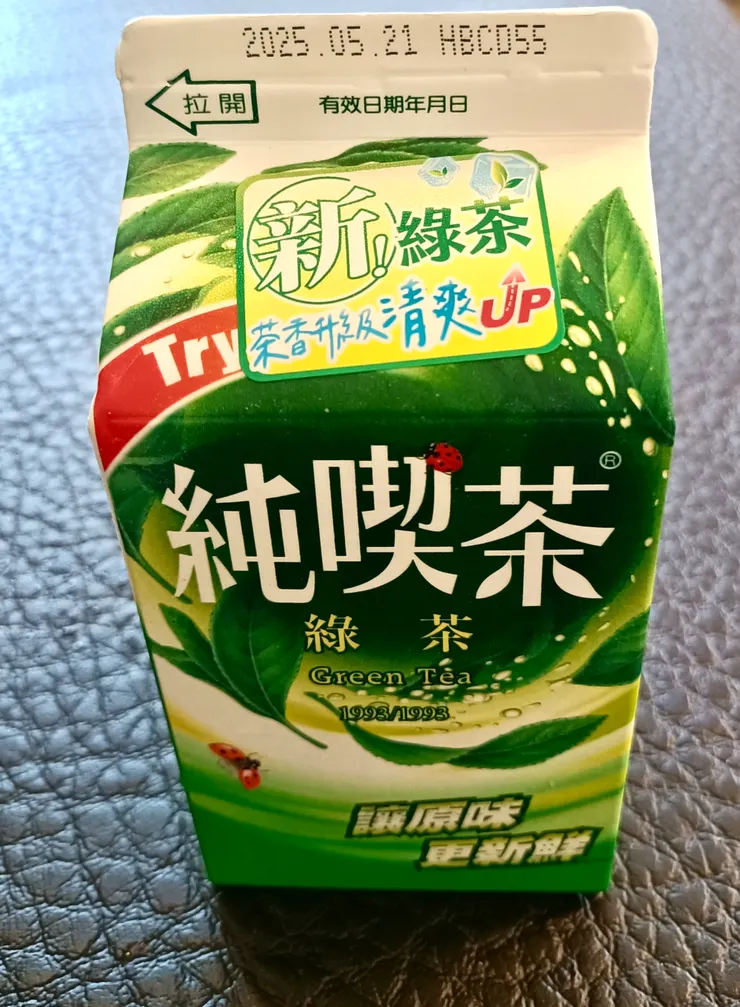 2025.05.21 HBCD55
拉開
有效日期年月日
新!綠茶
茶香升級清爽UP
Try
純喫茶®
綠茶
Green Tea
1993/1993
讓原味
更新鮮